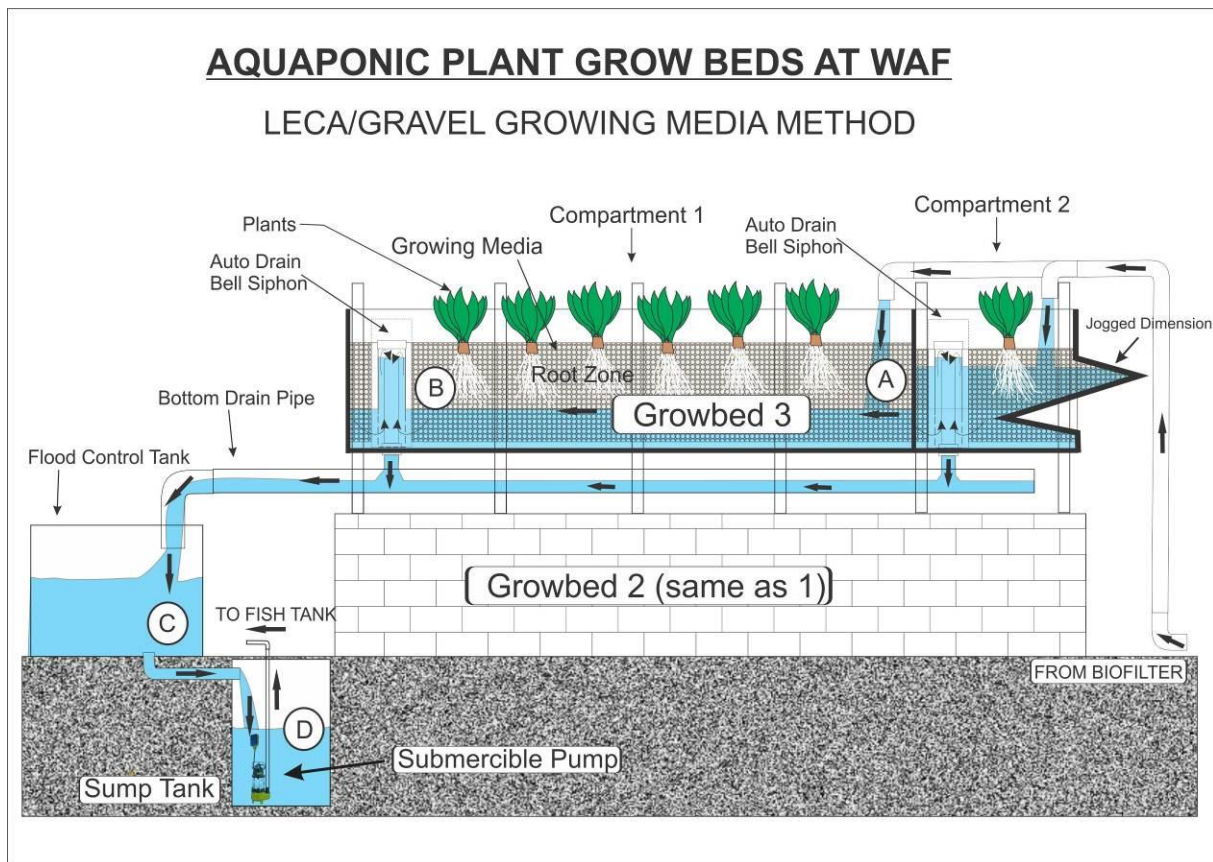 AQUAPONIC PLANT GROW BEDS AT WAF
LECA/GRAVEL GROWING MEDIA METHOD
Plants
Compartment 1
Compartment 2
Growing Media
Auto Drain
Bell Siphon
Auto Drain
Bell Siphon
Jogged Dimension
Root Zone
A
B
Growbed 3
Bottom Drain Pipe
Flood Control Tank
Growbed 2 (same as 1)
C
TO FISH TANK
FROM BIOFILTER
D
Submercible Pump
Sump Tank